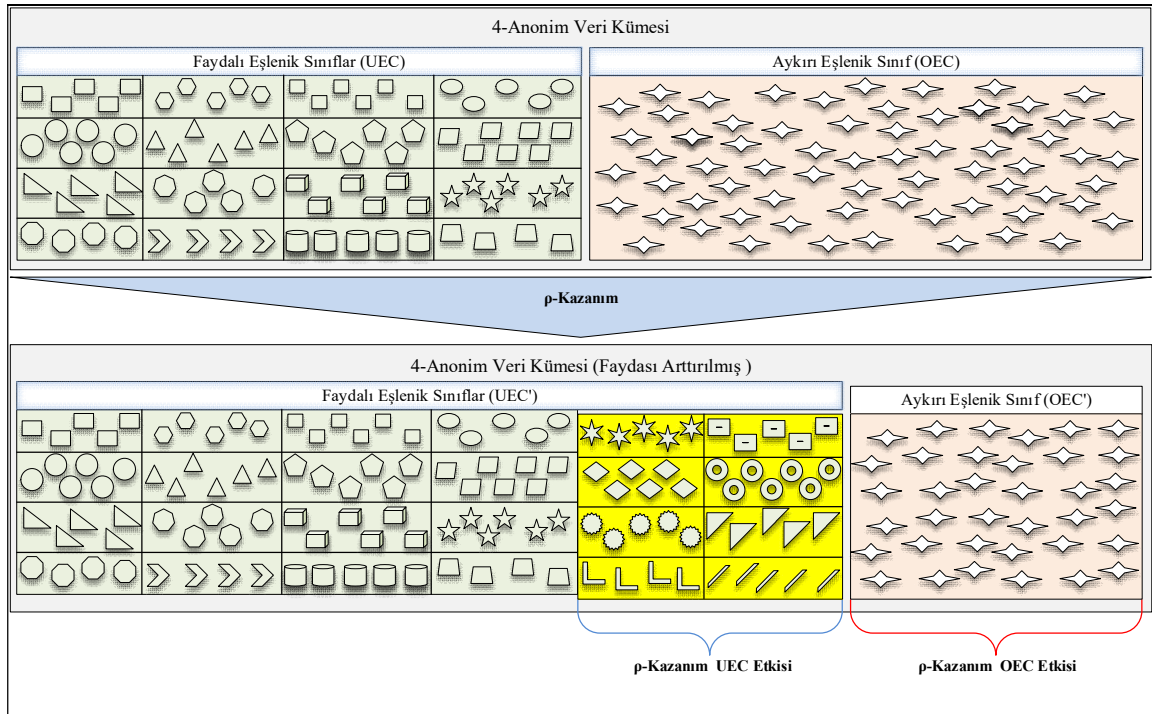 4-Anonim Veri Kümesi
Faydalı Eşlenik Sınıflar (UEC)
Aykırı Eşlenik Sınıf (OEC)
ρ-Kazanım
4-Anonim Veri Kümesi (Faydası Arttırılmış )
Faydalı Eşlenik Sınıflar (UEC')
Aykırı Eşlenik Sınıf (OEC')
ρ-Kazanım UEC Etkisi
ρ-Kazanım OEC Etkisi